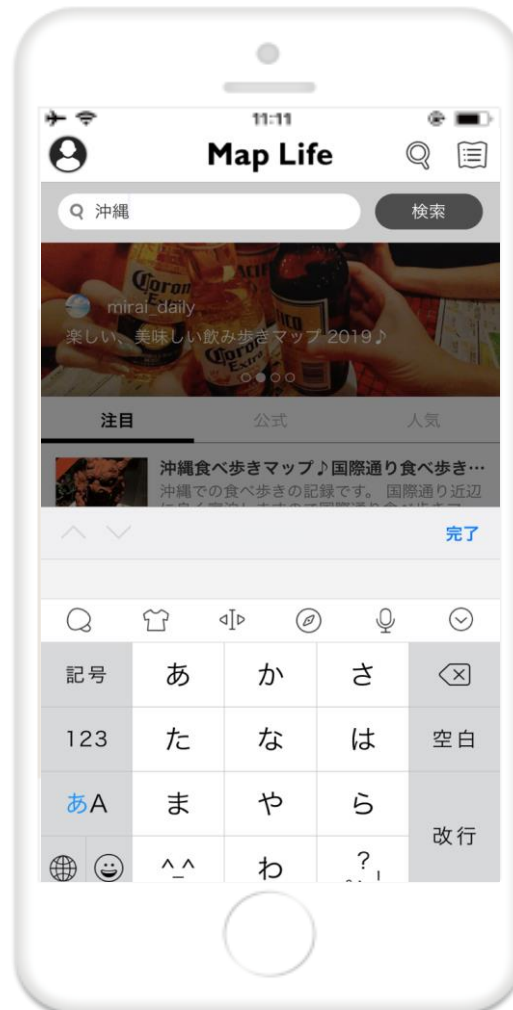 11:11
Map Life
沖縄
検索
mirai_daily
楽しい、美味しい飲み歩きマップ 2019♪
注目
公式
人気
沖縄食べ歩きマップ♪国際通り食べ歩き…
沖縄での食べ歩きの記録です。 国際通り近辺
完了
記号
あ
か
さ
123
た
な
は
空白
あA
ま
や
ら
改行
^_^
わ
?